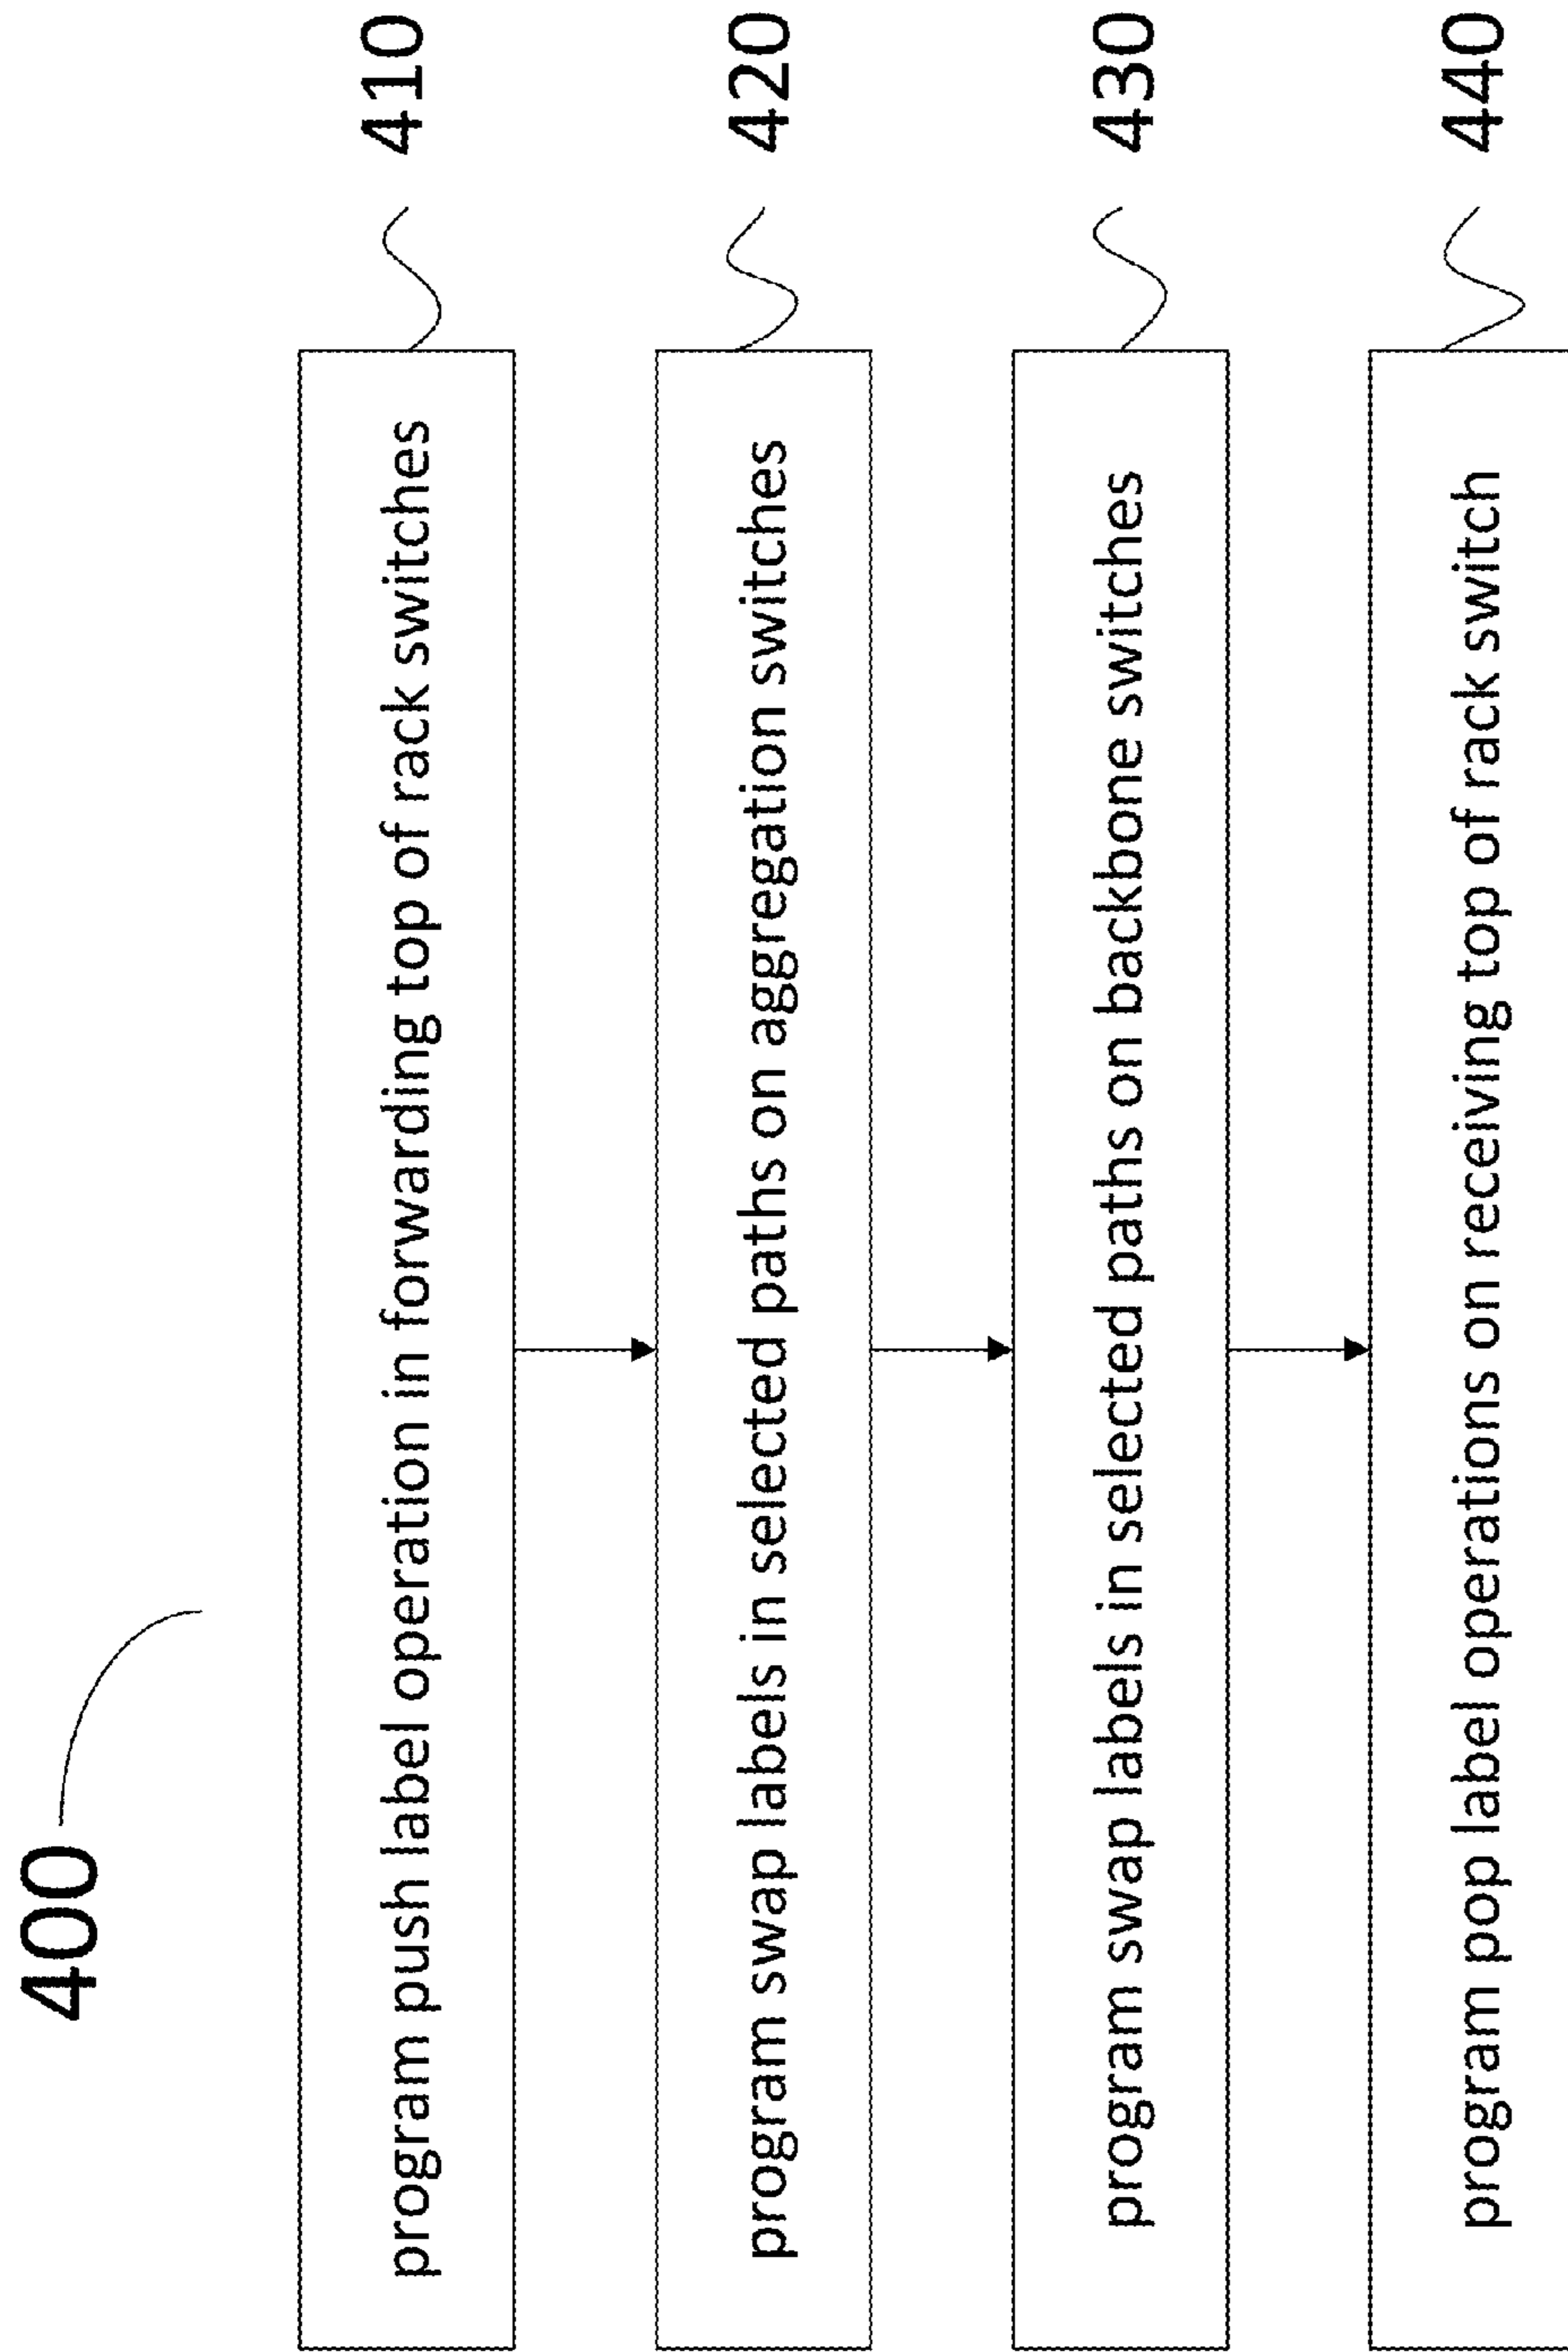 400
program push label operation in forwarding top of rack switches
410
program swap labels in selected paths on aggregation switches
420
program swap labels in selected paths on backbone switches
430
program pop label operations on receiving top of rack switch
440